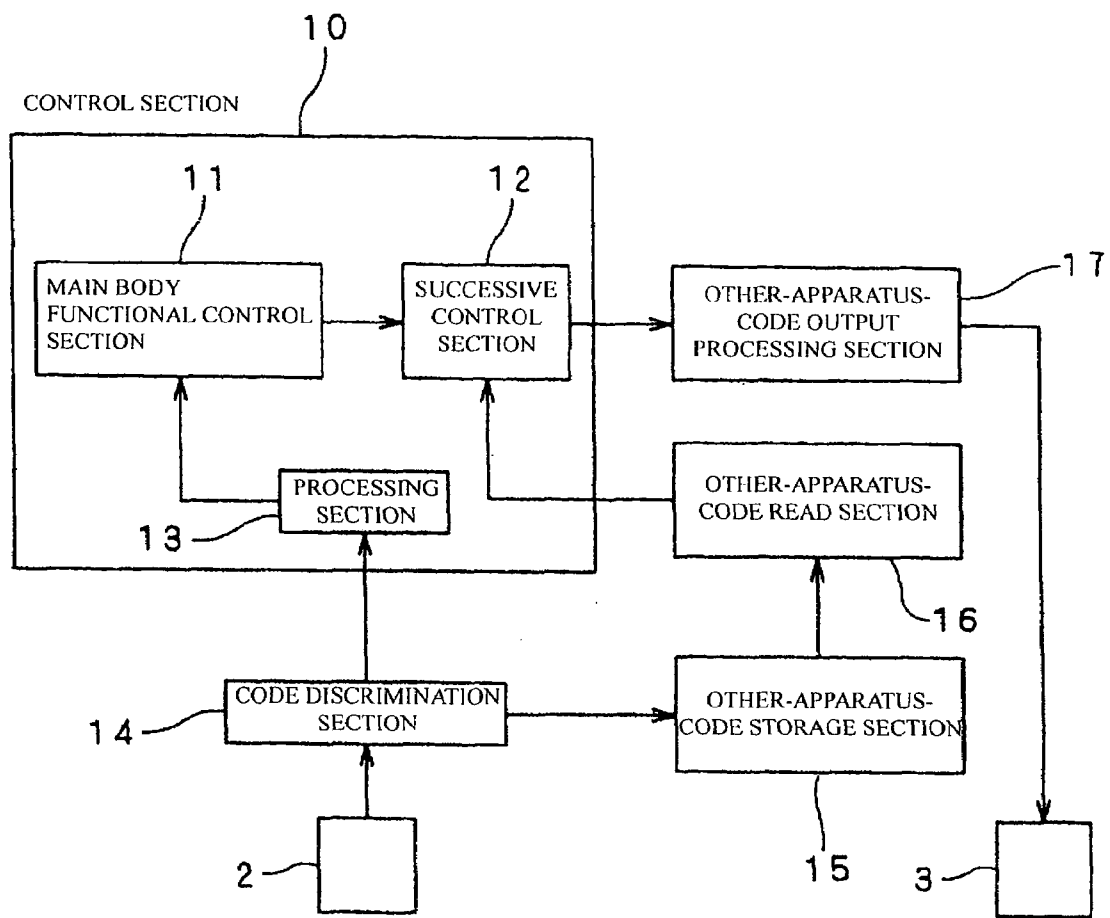 10
CONTROL SECTION
11
12
17
MAIN BODY
FUNCTIONAL CONTROL
SECTION
SUCCESSIVE
CONTROL
SECTION
OTHER-APPARATUS-
CODE OUTPUT
PROCESSING SECTION
PROCESSING
SECTION
13
OTHER-APPARATUS-
CODE READ SECTION
16
CODE DISCRIMINATION
SECTION
14
OTHER-APPARATUS-
CODE STORAGE SECTION
15
2
3